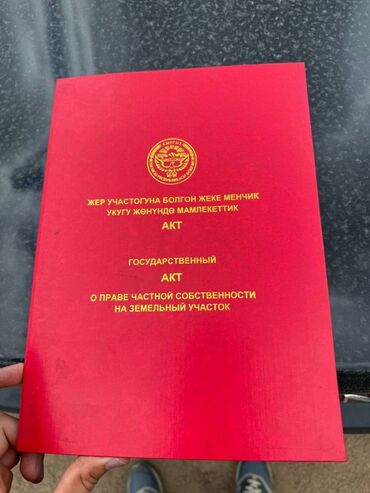 ЖЕР УЧАСТОГУНА БОЛГОН ЖЕКЕ МЕНЧИК
УКУГУ ЖӨНҮНДӨ МАМЛЕКЕТТИК
АКТ
ГОСУДАРСТВЕННЫЙ
АКТ
О ПРАВЕ ЧАСТНОЙ СОБСТВЕННОСТИ
НА ЗЕМЕЛЬНЫЙ УЧАСТОК